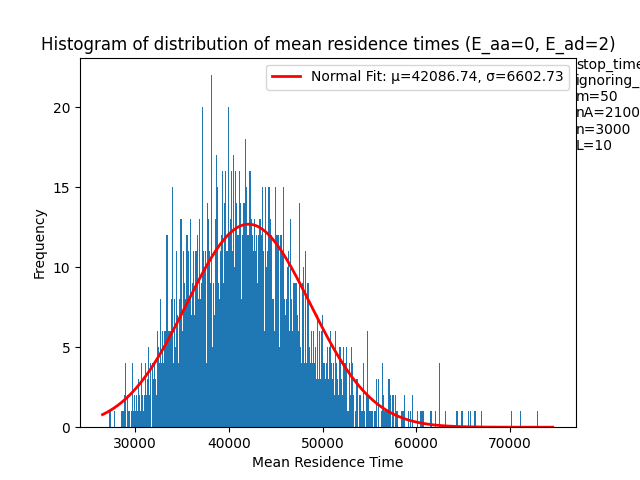 Histogram of distribution of mean residence times (E_aa=0, E_ad=2)
Normal Fit: μ=42086.74, σ=6602.73
stop_time
ignoring_
m=50
nA=2100
n=3000
L=10
Frequency
20
15
10
5
0
30000 40000 50000 60000 70000
Mean Residence Time